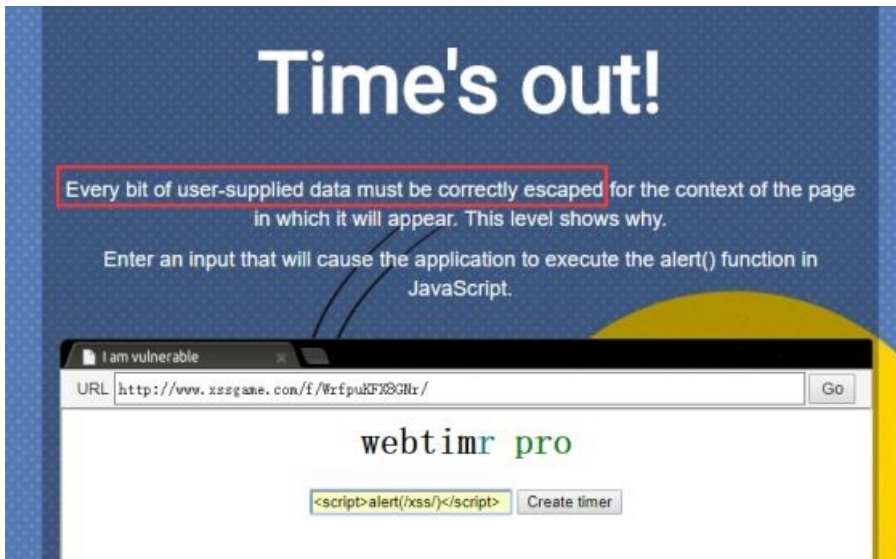 Time's out!
Every bit of user-supplied data must be correctly escaped for the context of the page
in which it will appear. This level shows why.
Enter an input that will cause the application to execute the alert() function in
JavaScript.
I am vulnerable
URL http://www.xssgame.com/f/WrfpuKFX8GNr/ Go
webtimr pro
<script>alert(/xss/)</script> Create timer